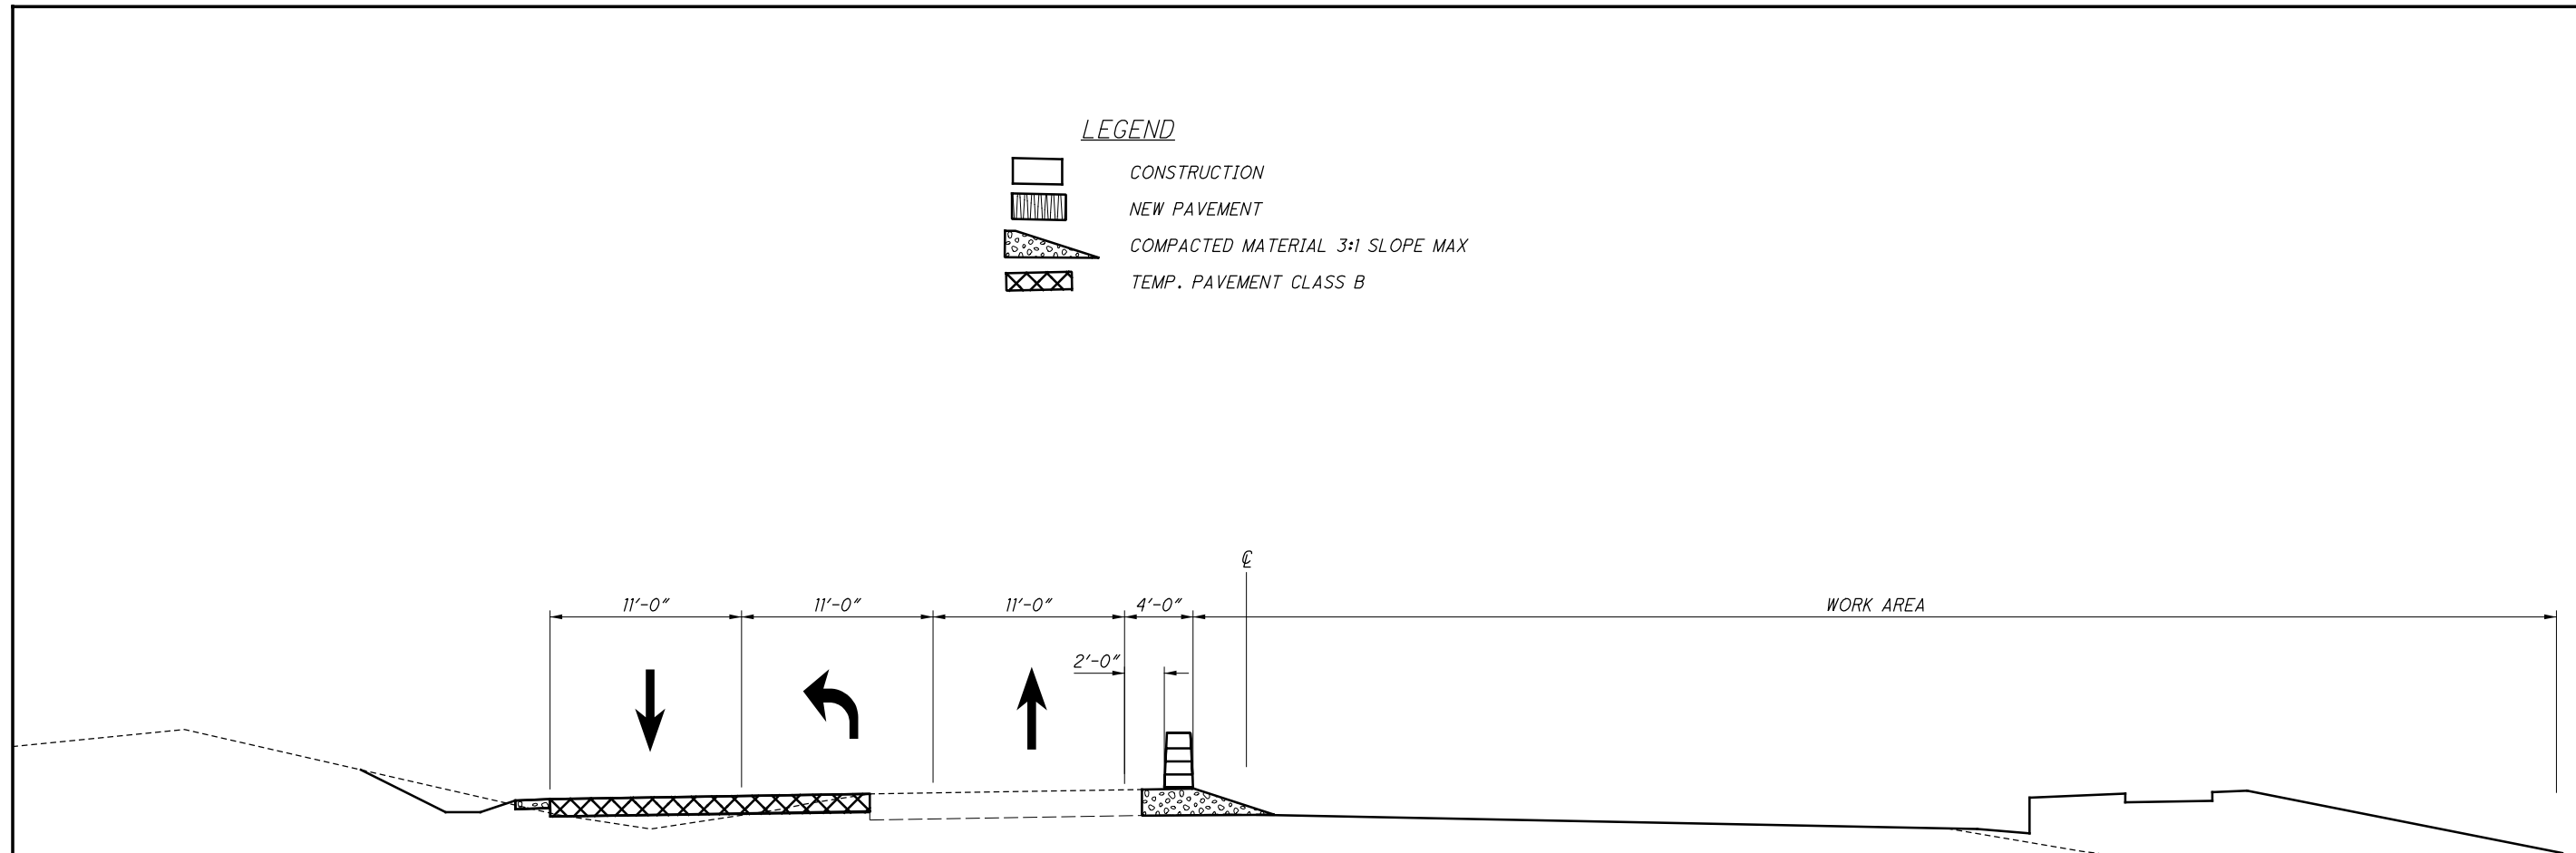 LEGEND
CONSTRUCTION
NEW PAVEMENT
COMPACTED MATERIAL 3:1 SLOPE MAX
TEMP. PAVEMENT CLASS B
℄
11'-0" 11'-0" 11'-0" 4'-0" WORK AREA
2'-0"